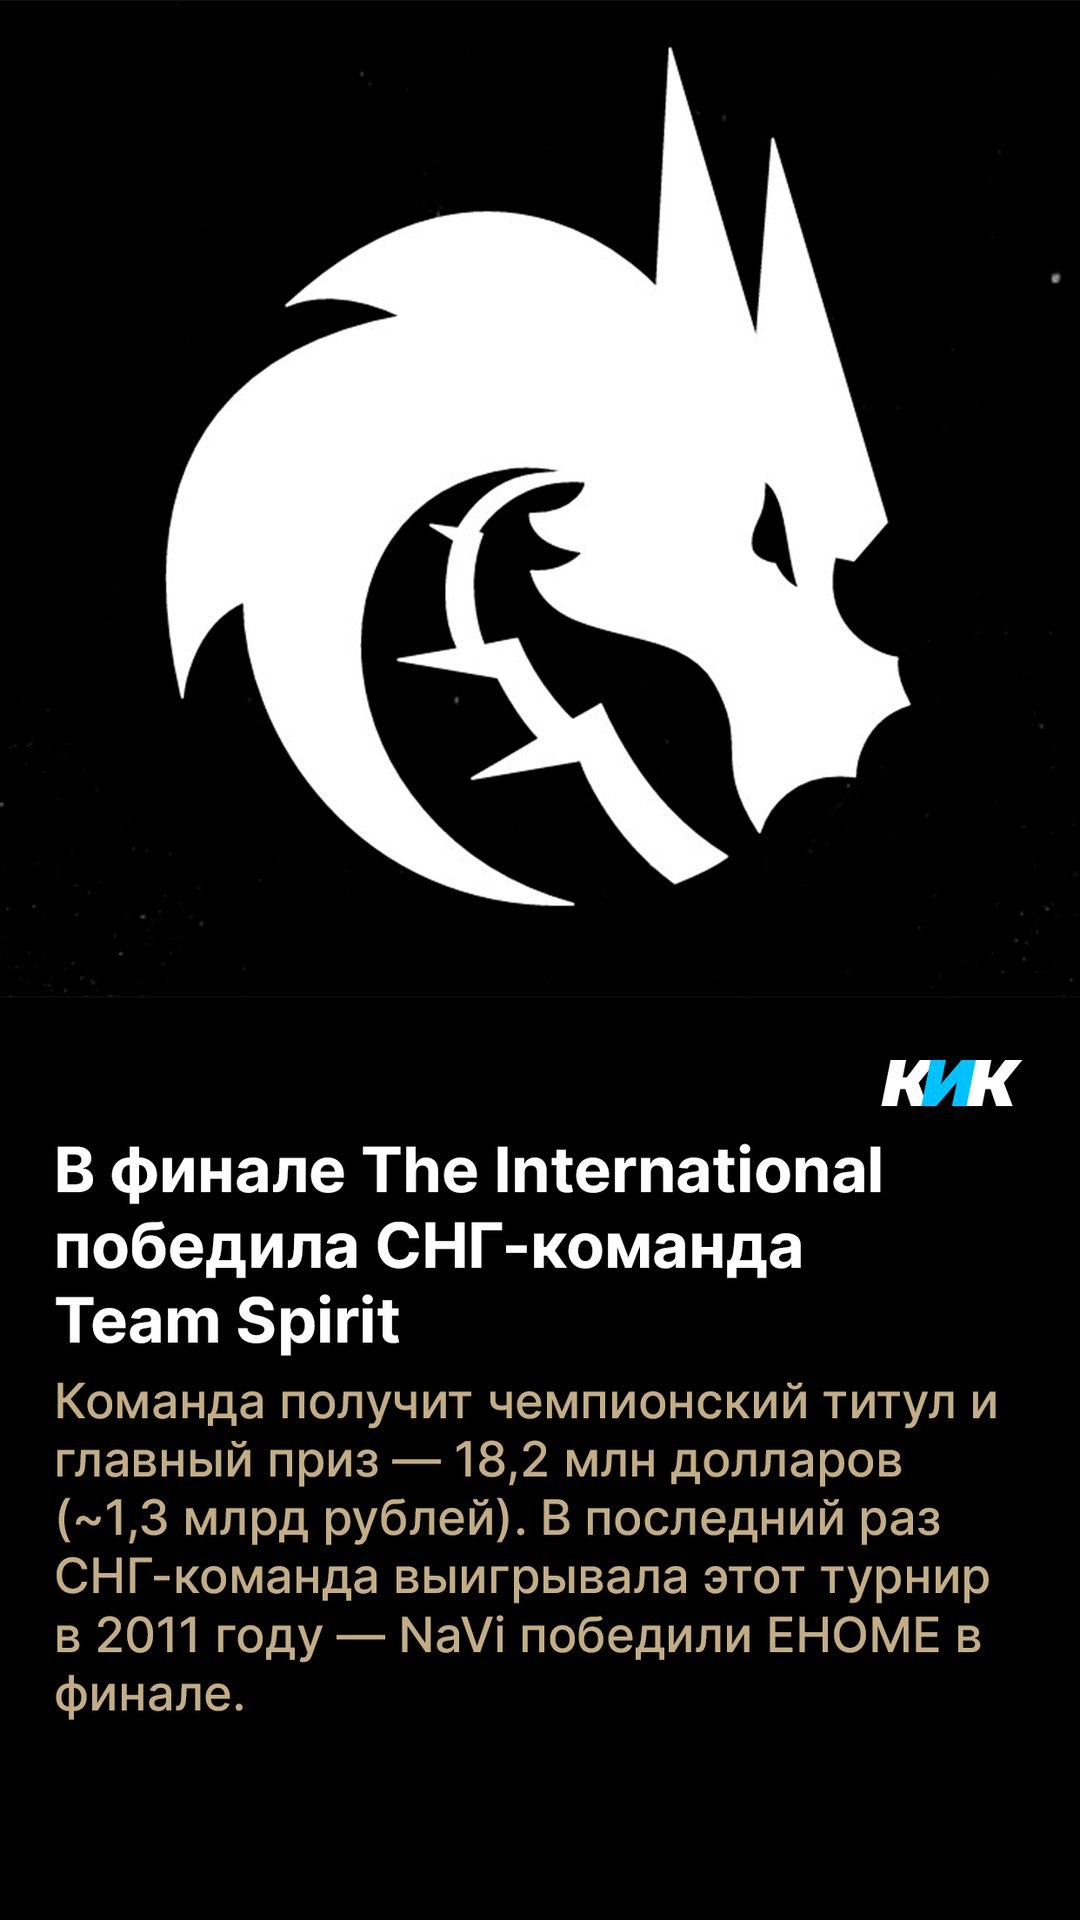 КИК
В финале The International
победила СНГ-команда
Team Spirit
Команда получит чемпионский титул и
главный приз — 18,2 млн долларов
(~1,3 млрд рублей). В последний раз
СНГ-команда выигрывала этот турнир
в 2011 году — NaVi победили EHOME в
финале.